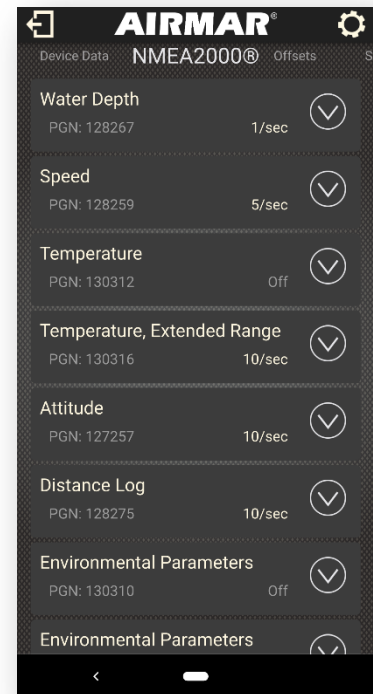 AIRMAR®
Device Data NMEA2000® Offsets S
Water Depth
PGN: 128267 1/sec
Speed
PGN: 128259 5/sec
Temperature
PGN: 130312 Off
Temperature, Extended Range
PGN: 130316 10/sec
Attitude
PGN: 127257 10/sec
Distance Log
PGN: 128275 10/sec
Environmental Parameters
PGN: 130310 Off
Environmental Parameters